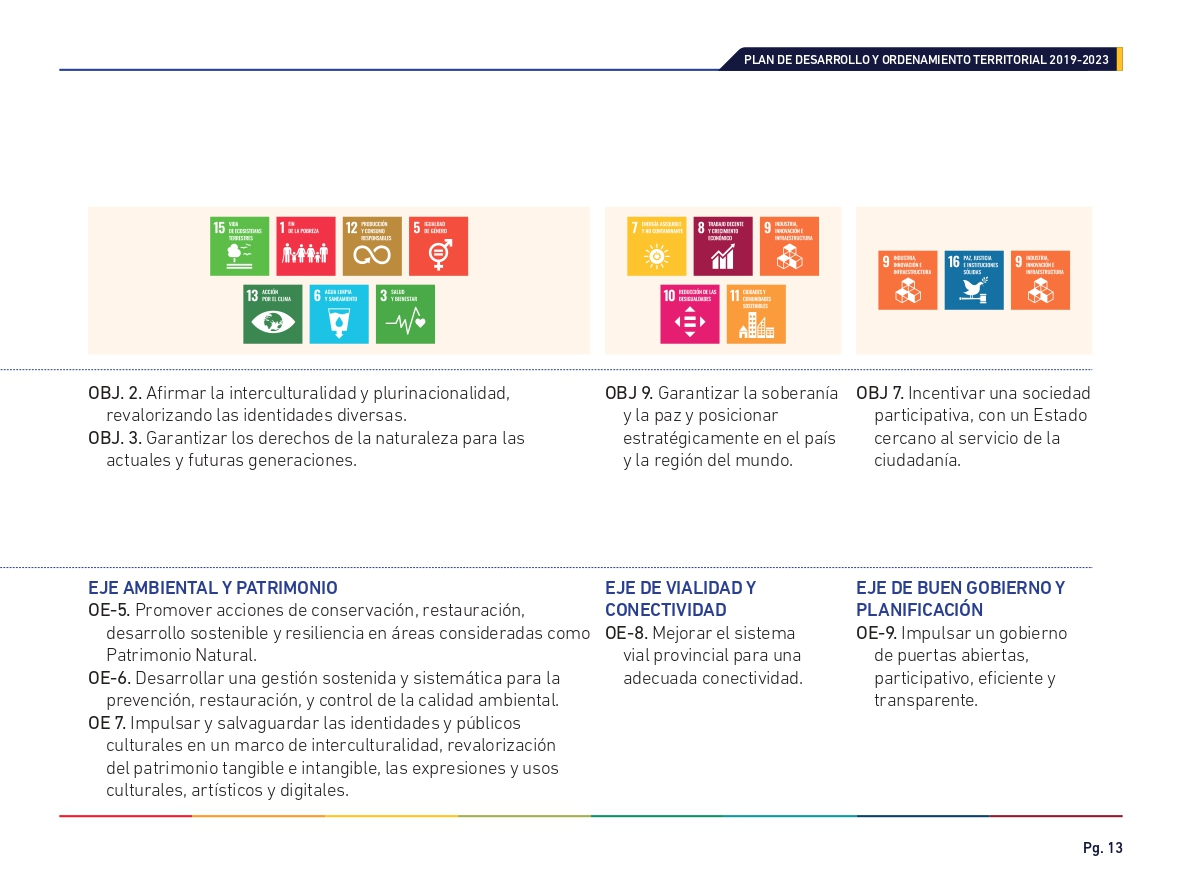 PLAN DE DESARROLLO Y ORDENAMIENTO TERRITORIAL 2019-2023
15 VIDA
DE ECOSISTEMAS
TERRESTRES
1 FIN
DE LA POBREZA
12 PRODUCCIÓN
Y CONSUMO
RESPONSABLES
5 IGUALDAD
DE GÉNERO
13 ACCIÓN
POR EL CLIMA
6 AGUA LIMPIA
Y SANEAMIENTO
3 SALUD
Y BIENESTAR
7 ENERGÍA ASEQUIBLE
Y NO CONTAMINANTE
8 TRABAJO DECENTE
Y CRECIMIENTO
ECONÓMICO
9 INDUSTRIA,
INNOVACIÓN E
INFRAESTRUCTURA
10 REDUCCIÓN DE LAS
DESIGUALDADES
11 CIUDADES Y
COMUNIDADES
SOSTENIBLES
9 INDUSTRIA,
INNOVACIÓN E
INFRAESTRUCTURA
16 PAZ, JUSTICIA
E INSTITUCIONES
SÓLIDAS
9 INDUSTRIA,
INNOVACIÓN E
INFRAESTRUCTURA
OBJ. 2. Afirmar la interculturalidad y plurinacionalidad,
revalorizando las identidades diversas.
OBJ. 3. Garantizar los derechos de la naturaleza para las
actuales y futuras generaciones.
OBJ 9. Garantizar la soberanía
y la paz y posicionar
estratégicamente en el país
y la región del mundo.
OBJ 7. Incentivar una sociedad
participativa, con un Estado
cercano al servicio de la
ciudadanía.
EJE AMBIENTAL Y PATRIMONIO
OE-5. Promover acciones de conservación, restauración,
desarrollo sostenible y resiliencia en áreas consideradas como
Patrimonio Natural.
OE-6. Desarrollar una gestión sostenida y sistemática para la
prevención, restauración, y control de la calidad ambiental.
OE 7. Impulsar y salvaguardar las identidades y públicos
culturales en un marco de interculturalidad, revalorización
del patrimonio tangible e intangible, las expresiones y usos
culturales, artísticos y digitales.
EJE DE VIALIDAD Y
CONECTIVIDAD
OE-8. Mejorar el sistema
vial provincial para una
adecuada conectividad.
EJE DE BUEN GOBIERNO Y
PLANIFICACIÓN
OE-9. Impulsar un gobierno
de puertas abiertas,
participativo, eficiente y
transparente.
Pg. 13